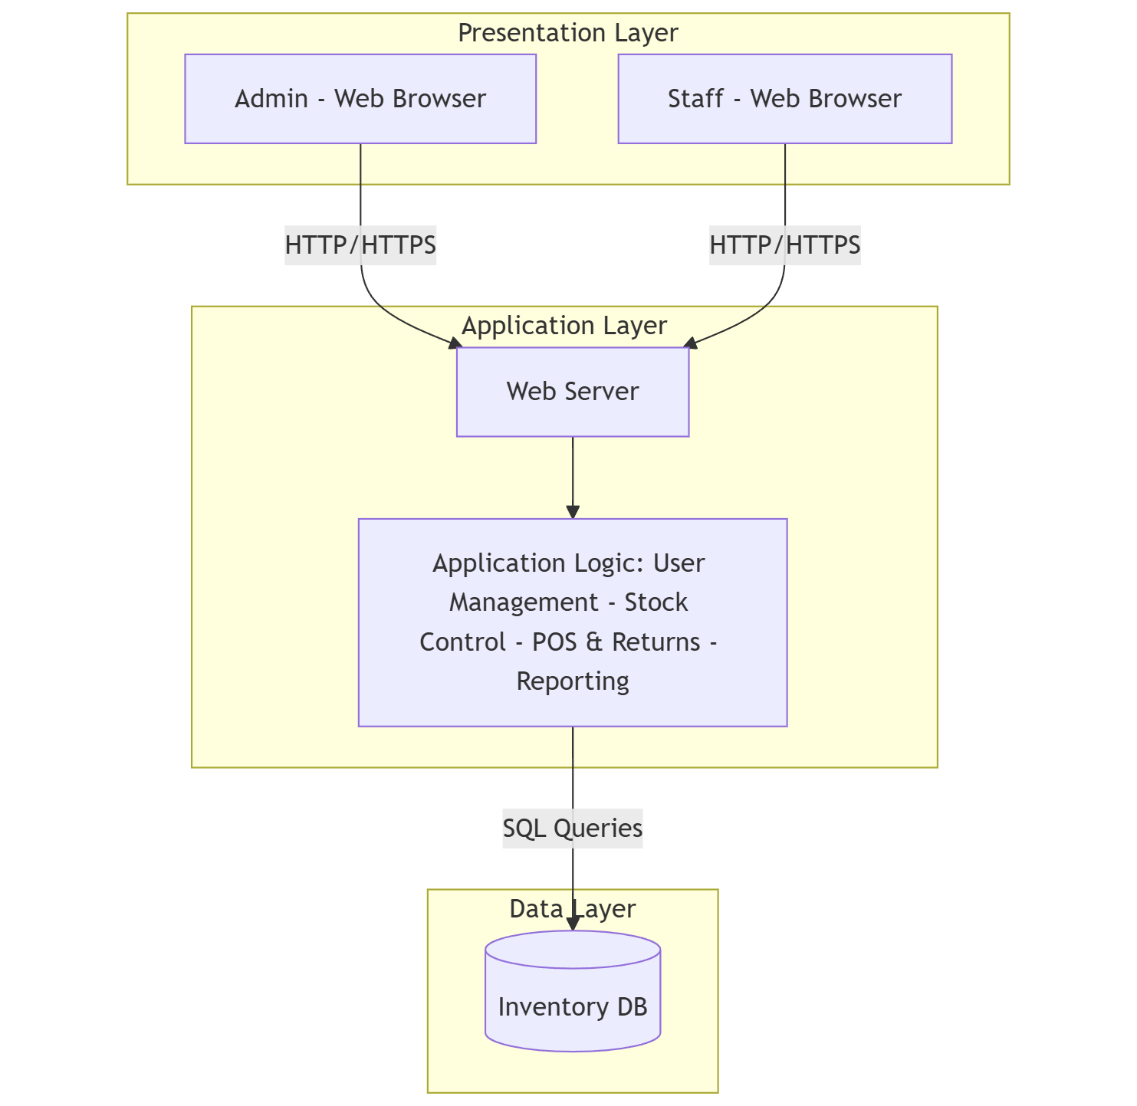 Presentation Layer
Admin - Web Browser
Staff - Web Browser
HTTP/HTTPS
HTTP/HTTPS
Application Layer
Web Server
Application Logic: User
Management - Stock
Control - POS & Returns -
Reporting
SQL Queries
Data Layer
Inventory DB